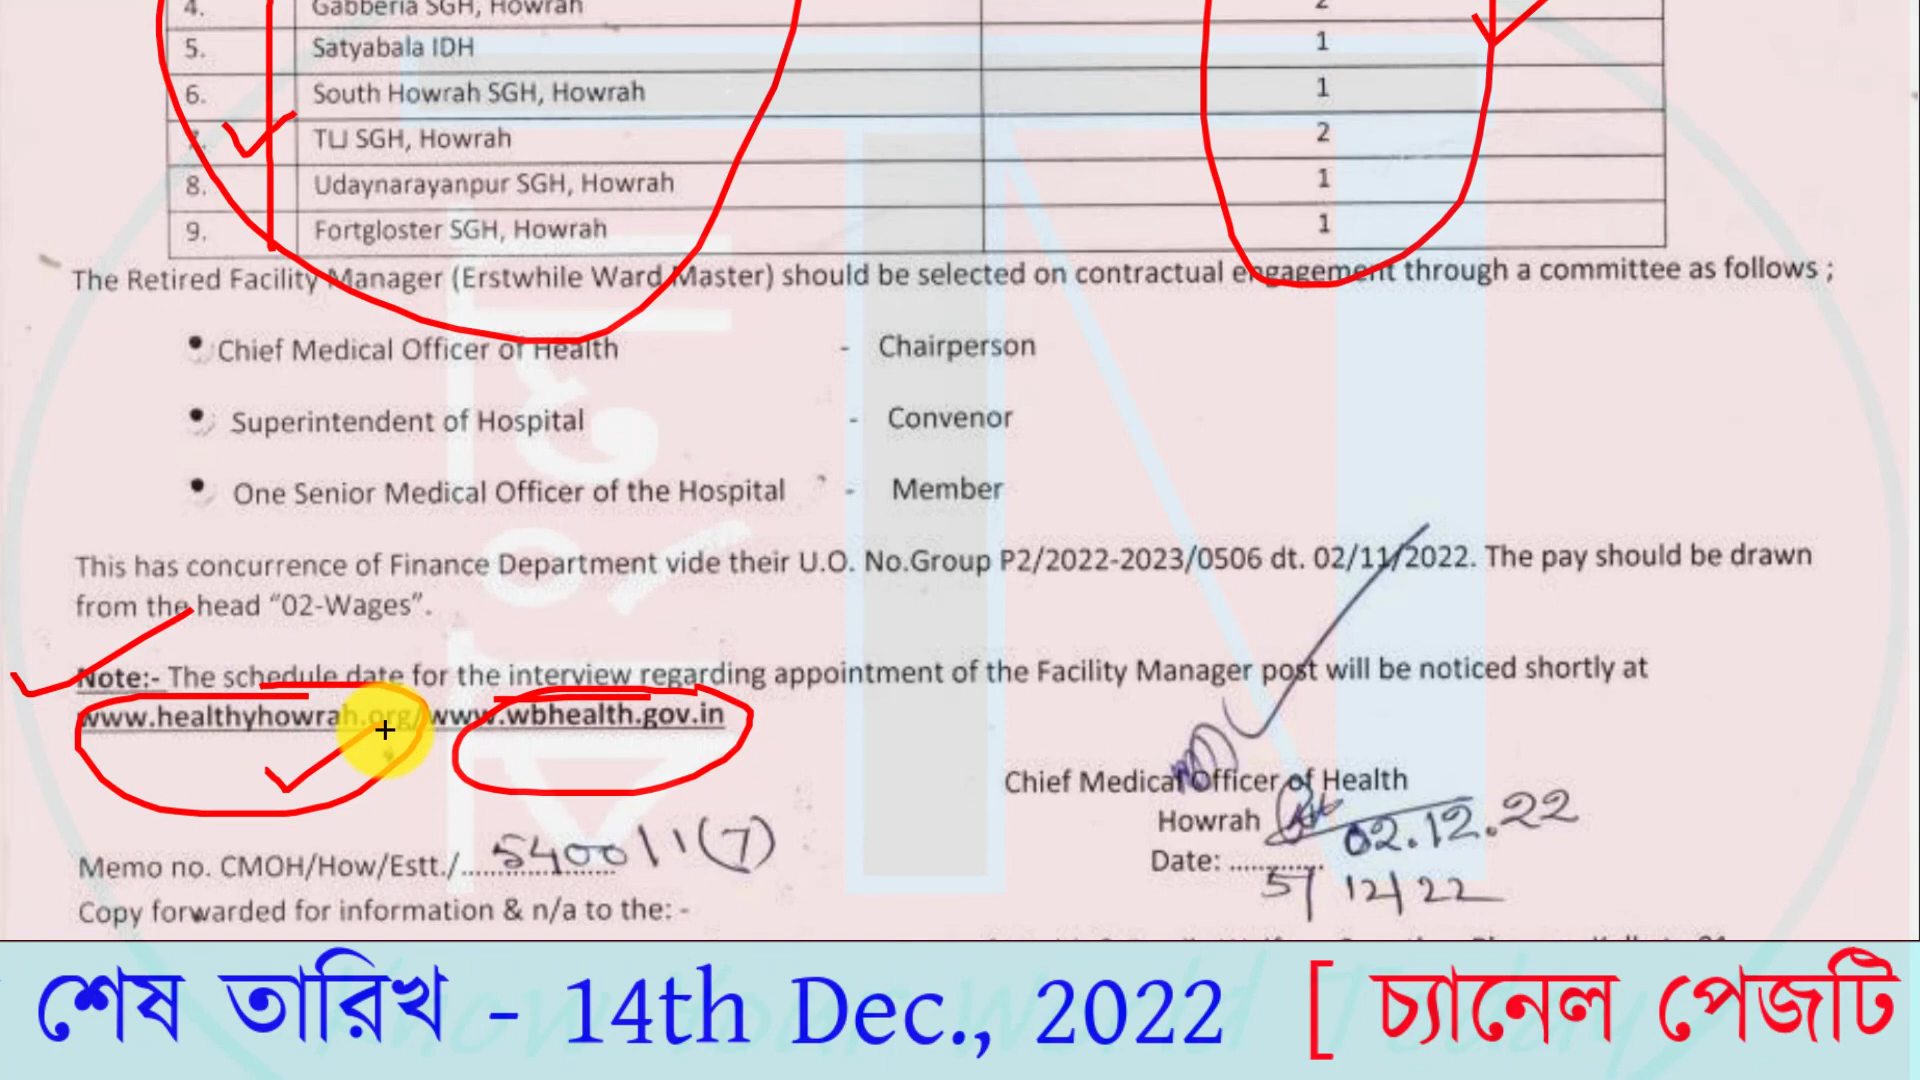 4. Gabberia SGH, Howrah 2
5. Satyabala IDH 1
6. South Howrah SGH, Howrah 1
7. TLJ SGH, Howrah 2
8. Udaynarayanpur SGH, Howrah 1
9. Fortgloster SGH, Howrah 1
The Retired Facility Manager (Erstwhile Ward Master) should be selected on contractual engagement through a committee as follows ;
• Chief Medical Officer of Health - Chairperson
• Superintendent of Hospital - Convenor
• One Senior Medical Officer of the Hospital - Member
This has concurrence of Finance Department vide their U.O. No.Group P2/2022-2023/0506 dt. 02/11/2022. The pay should be drawn
from the head “02-Wages”.
Note:- The schedule date for the interview regarding appointment of the Facility Manager post will be noticed shortly at
www.healthyhowrah.org/www.wbhealth.gov.in
Chief Medical Officer of Health
Howrah 02.12.22
Memo no. CMOH/How/Estt./ 5400/1(7) Date: 5/12/22
Copy forwarded for information & n/a to the: -
শেষ তারিখ - 14th Dec., 2022 [ চ্যানেল পেজটি